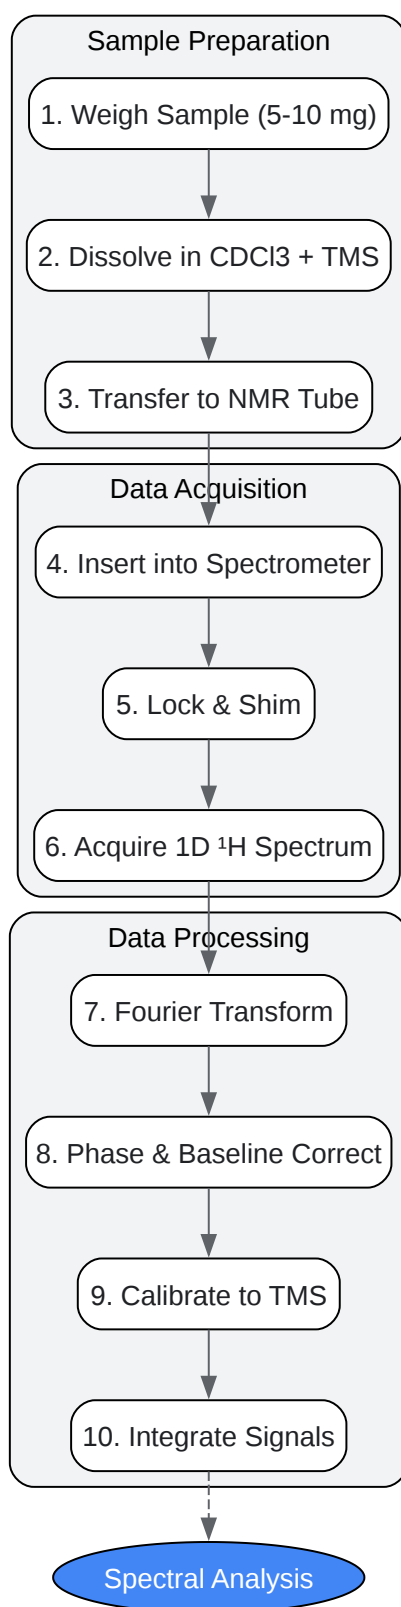 Sample Preparation
1. Weigh Sample (5-10 mg)
2. Dissolve in CDCl3 + TMS
3. Transfer to NMR Tube
Data Acquisition
4. Insert into Spectrometer
5. Lock & Shim
6. Acquire 1D ¹H Spectrum
Data Processing
7. Fourier Transform
8. Phase & Baseline Correct
9. Calibrate to TMS
10. Integrate Signals
Spectral Analysis